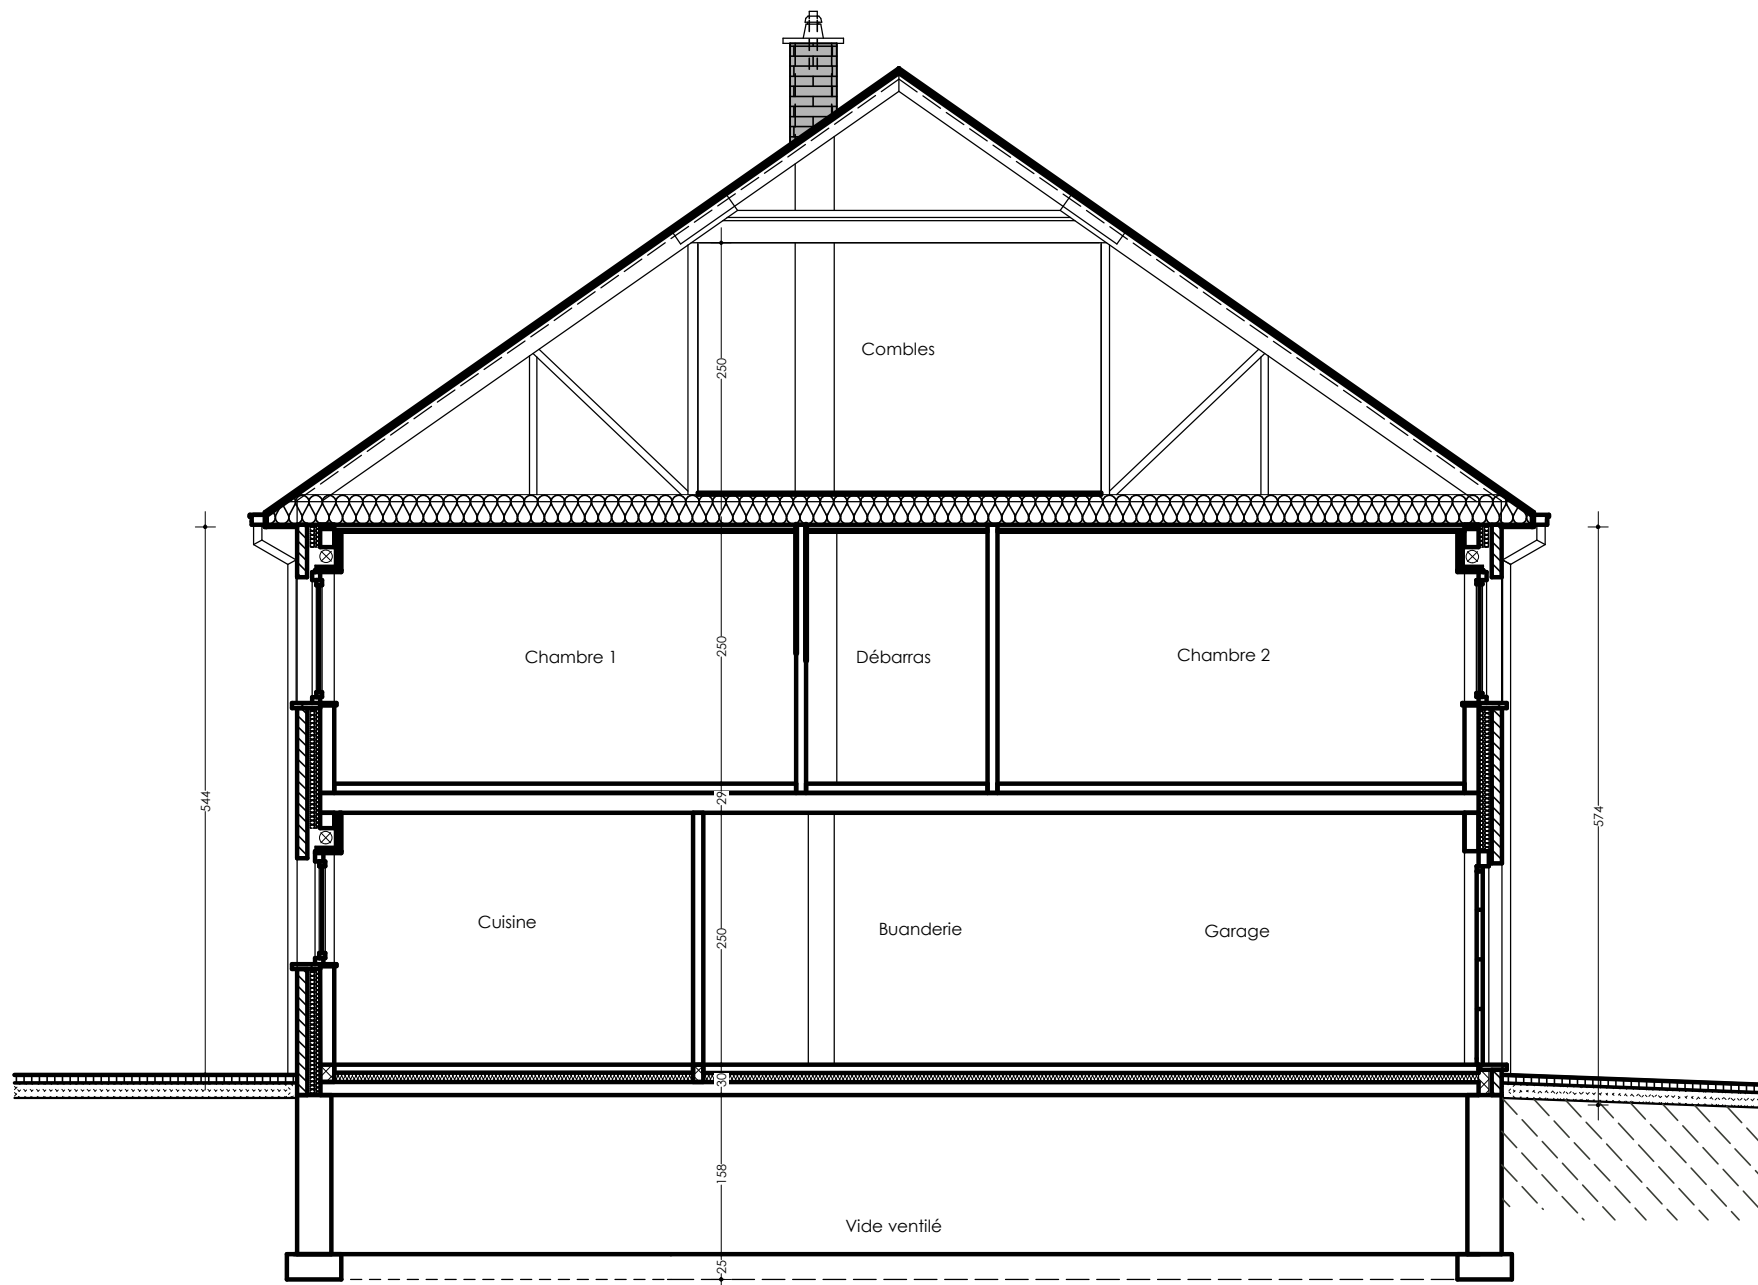 Combles
250
Chambre 1
250
Débarras
Chambre 2
544
29
574
Cuisine
250
Buanderie
Garage
30
158
Vide ventilé
25